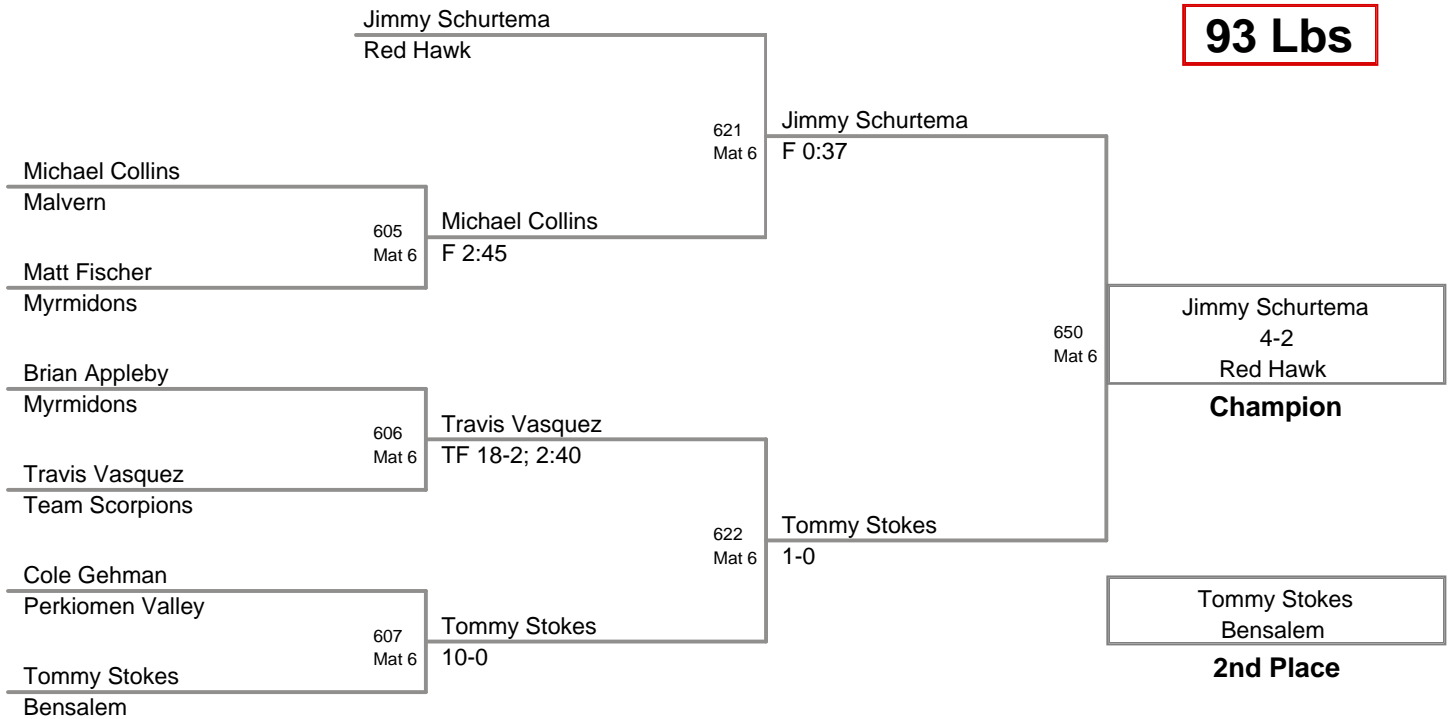 Jimmy Schurtema
Red Hawk
93 Lbs
621
Mat 6
Jimmy Schurtema
F 0:37
Michael Collins
Malvern
605
Mat 6
Michael Collins
F 2:45
Matt Fischer
Myrmidons
650
Mat 6
Jimmy Schurtema
4-2
Red Hawk
Champion
Brian Appleby
Myrmidons
606
Mat 6
Travis Vasquez
TF 18-2; 2:40
Travis Vasquez
Team Scorpions
622
Mat 6
Tommy Stokes
1-0
Cole Gehman
Perkiomen Valley
607
Mat 6
Tommy Stokes
10-0
Tommy Stokes
Bensalem
Tommy Stokes
Bensalem
2nd Place